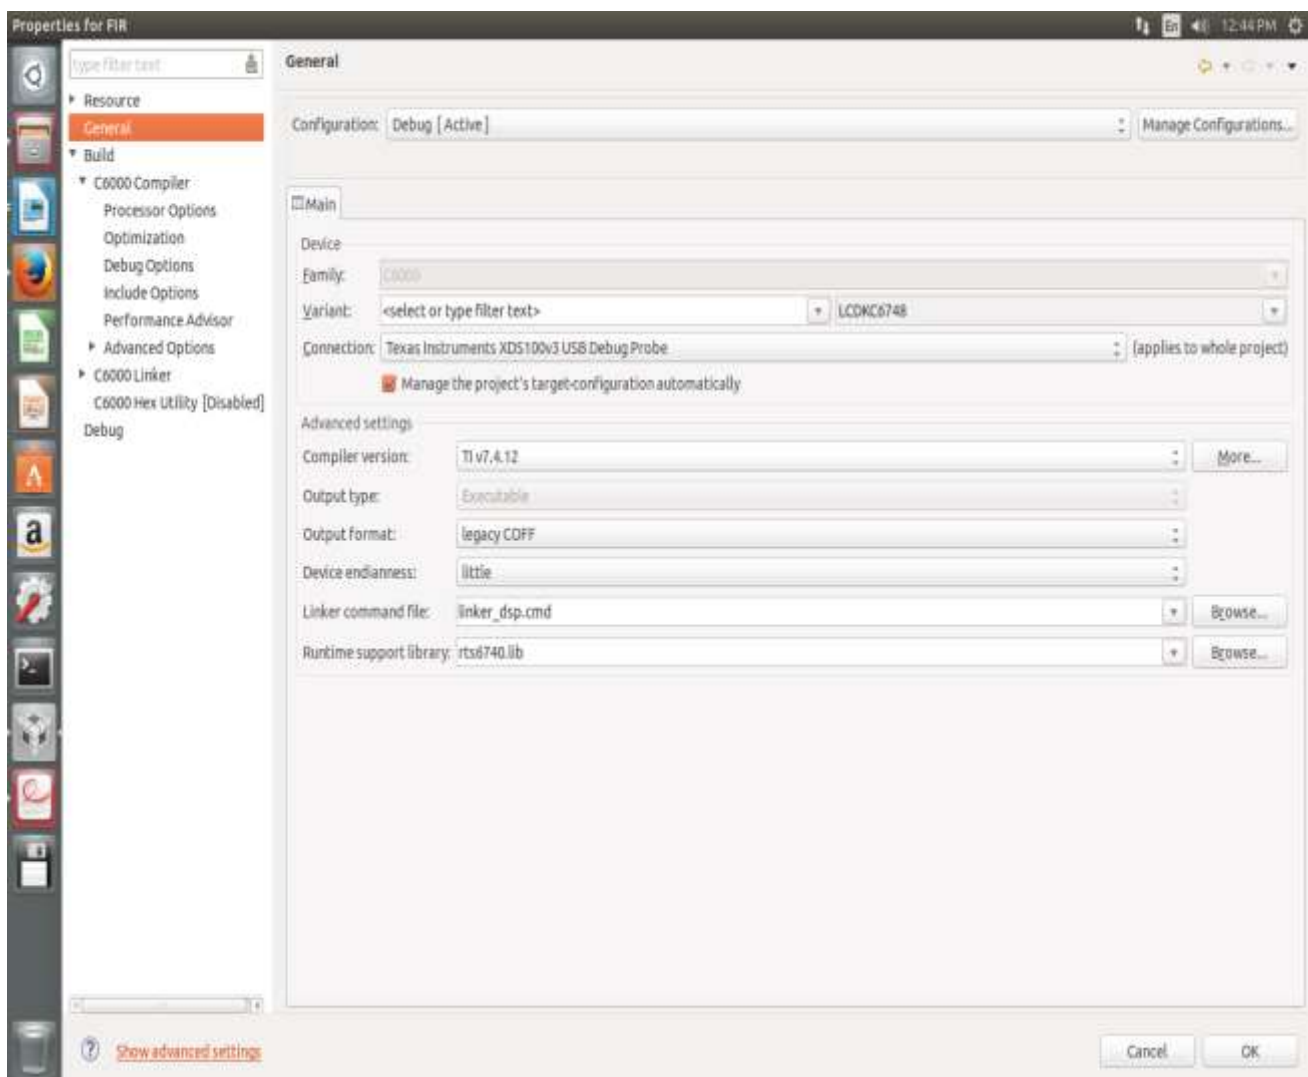 Properties for FIR
En 12:44 PM
type filter text
Resource
General
Build
C6000 Compiler
Processor Options
Optimization
Debug Options
Include Options
Performance Advisor
Advanced Options
C6000 Linker
C6000 Hex Utility [Disabled]
Debug
Show advanced settings
General
Configuration: Debug [ Active ] Manage Configurations...
Main
Device
Family: C6000
Variant: <select or type filter text> LCDKC6748
Connection: Texas Instruments XDS100v3 USB Debug Probe (applies to whole project)
Manage the project's target-configuration automatically
Advanced settings
Compiler version: TI v7.4.12 More...
Output type: Executable
Output format: legacy COFF
Device endianness: little
Linker command file: linker_dsp.cmd Browse...
Runtime support library: rts6740.lib Browse...
Cancel OK
a